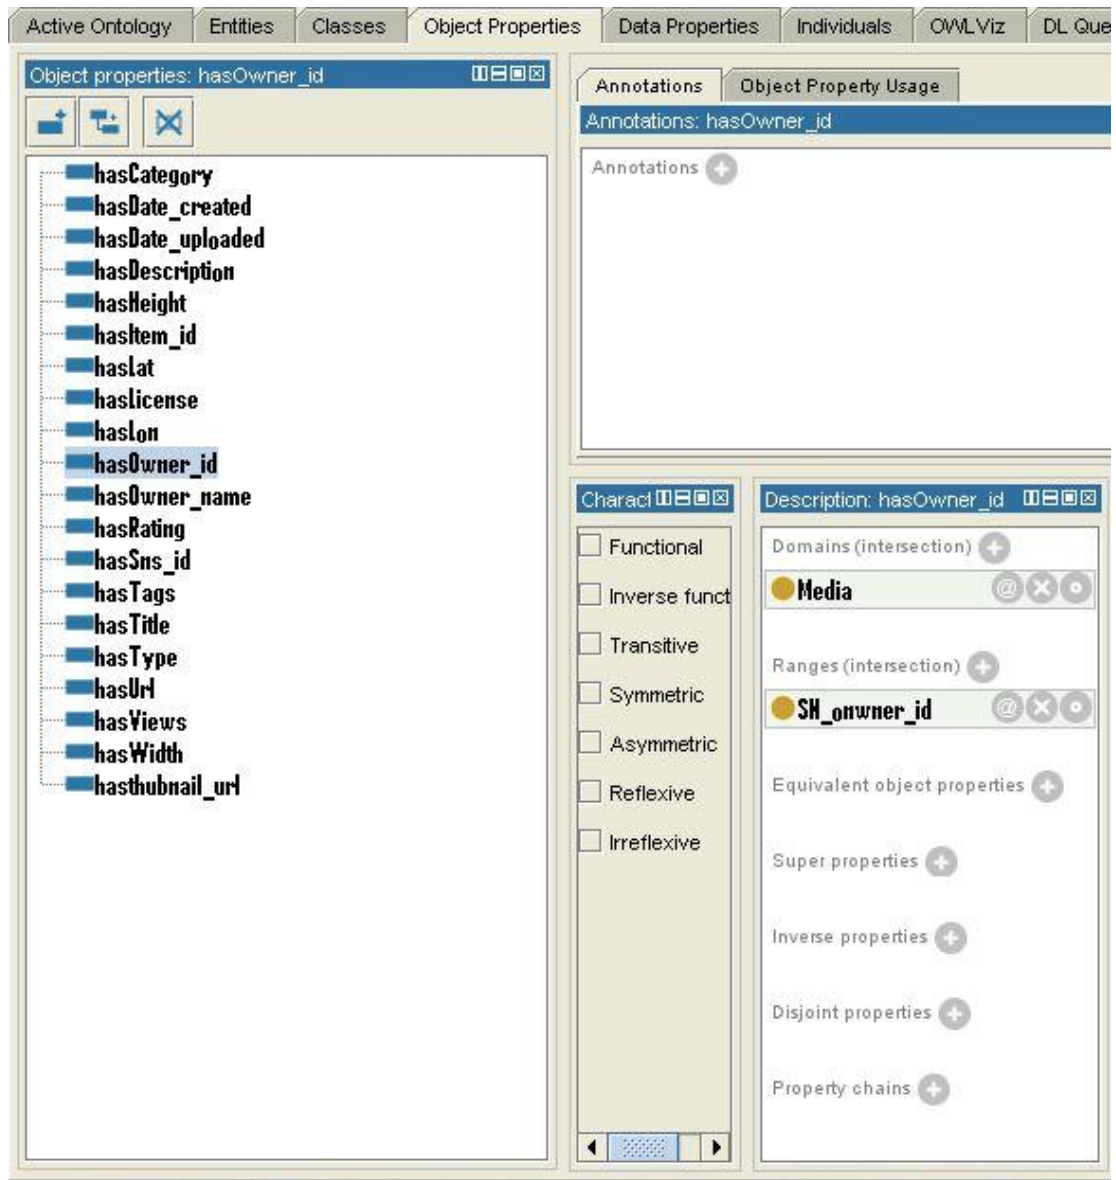 Active Ontology Entities Classes Object Properties Data Properties Individuals OWLViz DL Que
Object properties: hasOwner_id
hasCategory
hasDate_created
hasDate_uploaded
hasDescription
hasHeight
hasItem_id
hasLat
hasLicense
hasLon
hasOwner_id
hasOwner_name
hasRating
hasSns_id
hasTags
hasTitle
hasType
hasUrl
hasViews
hasWidth
hasthubnail_url
Annotations Object Property Usage
Annotations: hasOwner_id
Annotations
Charact
Functional
Inverse funct
Transitive
Symmetric
Asymmetric
Reflexive
Irreflexive
Description: hasOwner_id
Domains (intersection)
Media
Ranges (intersection)
SN_onwner_id
Equivalent object properties
Super properties
Inverse properties
Disjoint properties
Property chains